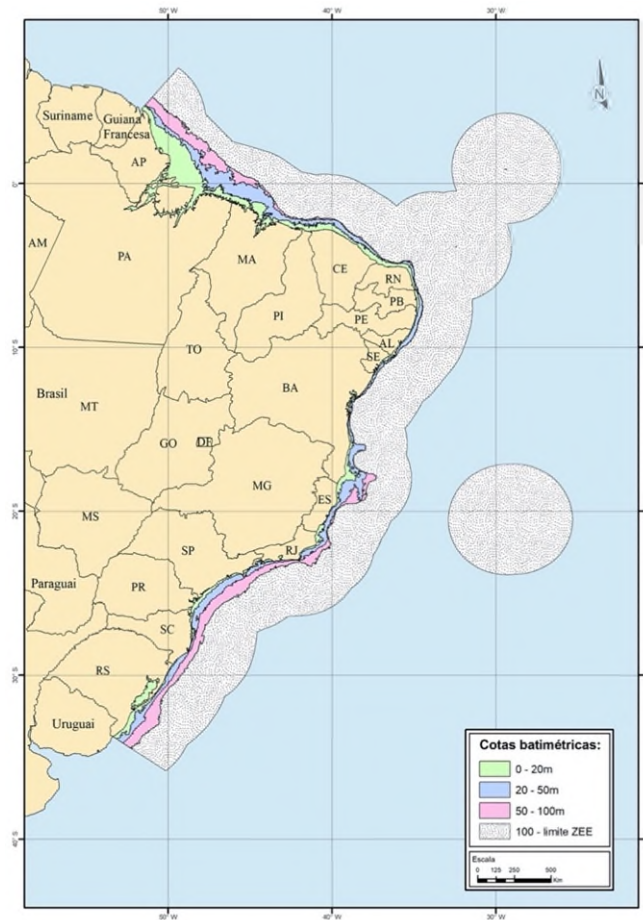 50° W
40° W
30° W
N
Suriname
Guiana
Francesa
AP
0°
AM
PA
MA
CE
RN
PB
PI
PE
AL
TO
SE
10° S
BA
Brasil
MT
GO
DF
MG
ES
MS
20° S
SP
RJ
Paraguai
PR
SC
RS
30° S
Uruguai
Cotas batimétricas:
0 - 20m
20 - 50m
50 - 100m
100 - limite ZEE
40° S
Escala
0 125 250 500
Km
50° W
40° W
30° W